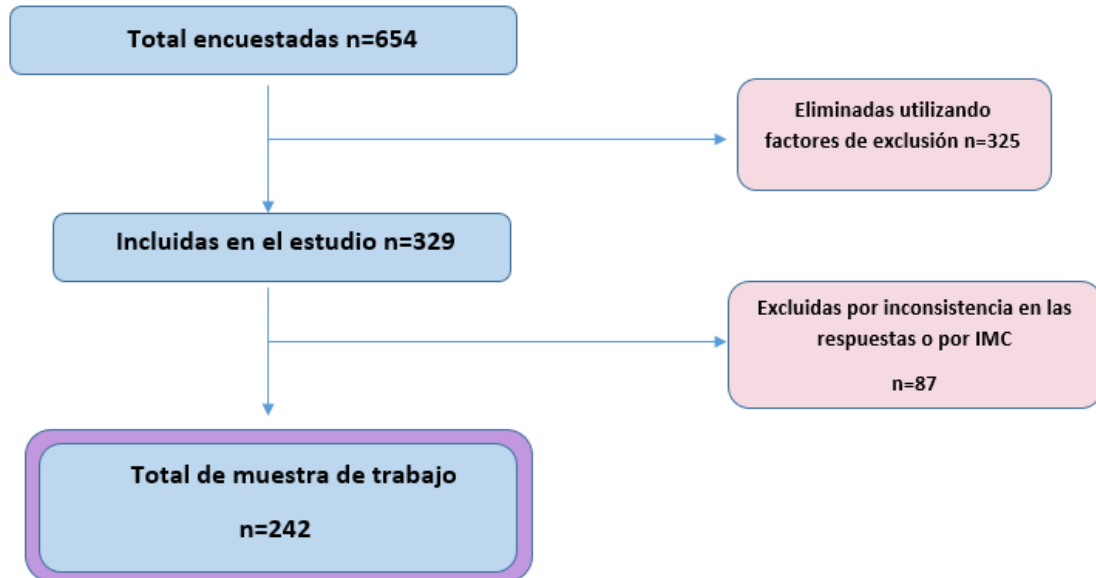 Total encuestadas n=654
Eliminadas utilizando
factores de exclusión n=325
Incluidas en el estudio n=329
Excluidas por inconsistencia en las
respuestas o por IMC
n=87
Total de muestra de trabajo
n=242